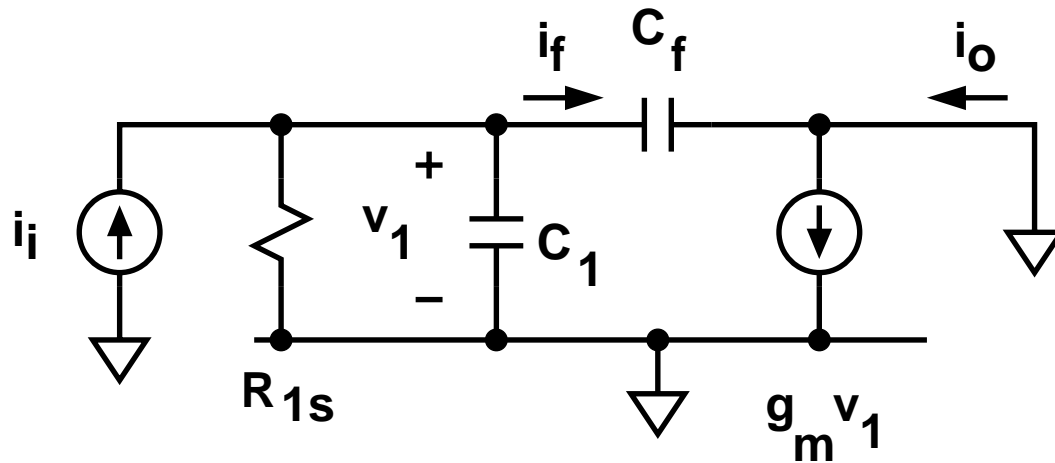 i_f
C_f
i_o
+
i_i
v_1
C_1
−
R_1s
g_m v_1